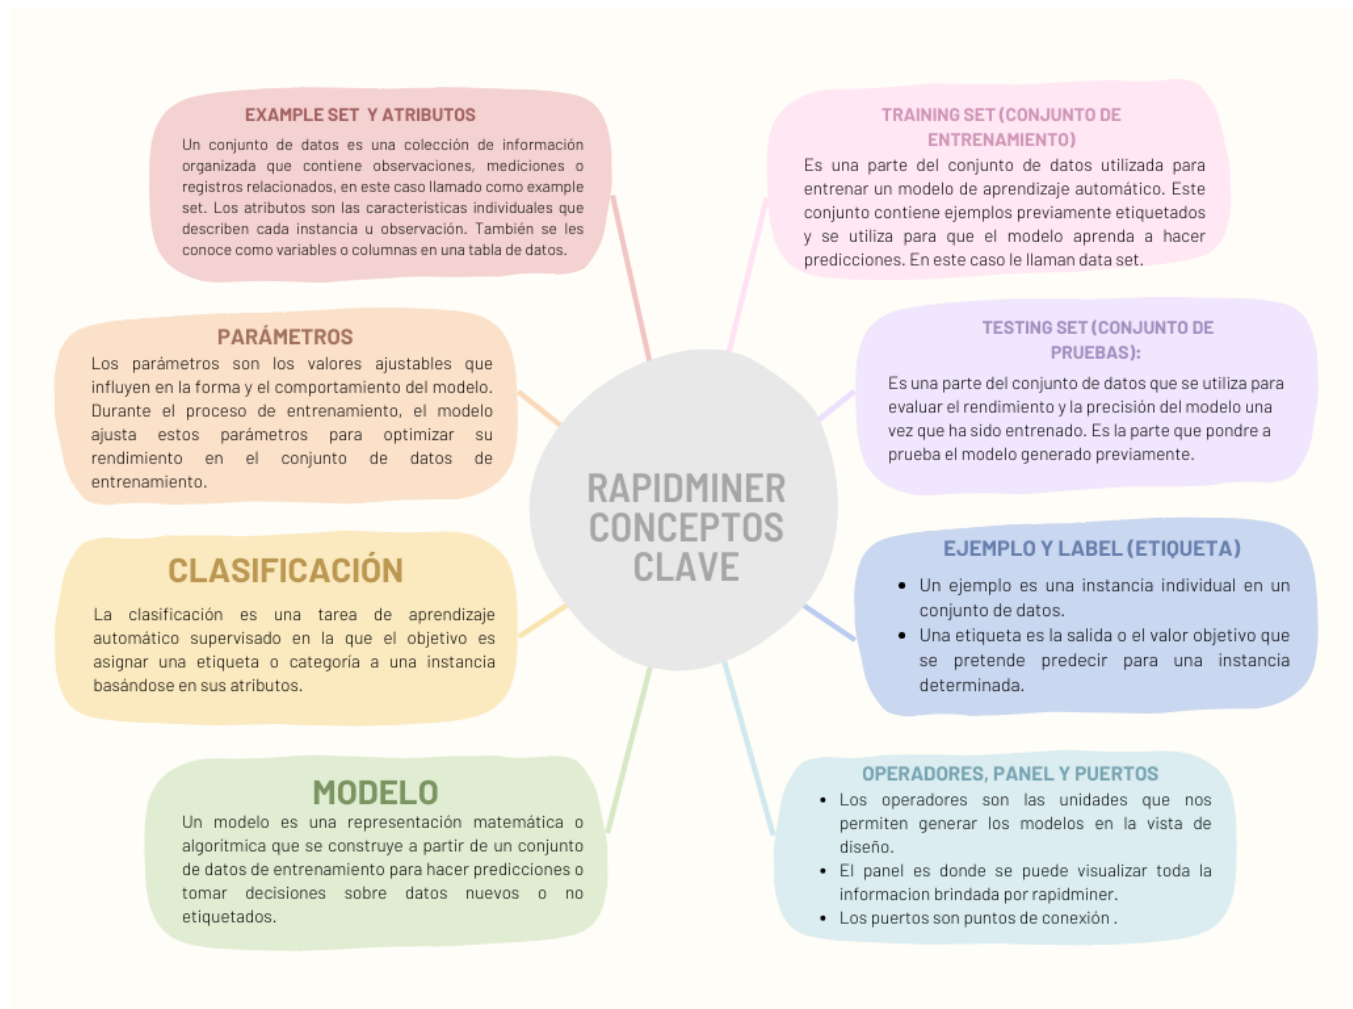 EXAMPLE SET Y ATRIBUTOS
Un conjunto de datos es una colección de información
organizada que contiene observaciones, mediciones o
registros relacionados, en este caso llamado como example
set. Los atributos son las características individuales que
describen cada instancia u observación. También se les
conoce como variables o columnas en una tabla de datos.
PARÁMETROS
Los parámetros son los valores ajustables que
influyen en la forma y el comportamiento del modelo.
Durante el proceso de entrenamiento, el modelo
ajusta estos parámetros para optimizar su
rendimiento en el conjunto de datos de
entrenamiento.
CLASIFICACIÓN
La clasificación es una tarea de aprendizaje
automático supervisado en la que el objetivo es
asignar una etiqueta o categoría a una instancia
basándose en sus atributos.
MODELO
Un modelo es una representación matemática o
algorítmica que se construye a partir de un conjunto
de datos de entrenamiento para hacer predicciones o
tomar decisiones sobre datos nuevos o no
etiquetados.
RAPIDMINER
CONCEPTOS
CLAVE
TRAINING SET (CONJUNTO DE
ENTRENAMIENTO)
Es una parte del conjunto de datos utilizada para
entrenar un modelo de aprendizaje automático. Este
conjunto contiene ejemplos previamente etiquetados
y se utiliza para que el modelo aprenda a hacer
predicciones. En este caso le llaman data set.
TESTING SET (CONJUNTO DE
PRUEBAS):
Es una parte del conjunto de datos que se utiliza para
evaluar el rendimiento y la precisión del modelo una
vez que ha sido entrenado. Es la parte que pondre a
prueba el modelo generado previamente.
EJEMPLO Y LABEL (ETIQUETA)
• Un ejemplo es una instancia individual en un
conjunto de datos.
• Una etiqueta es la salida o el valor objetivo que
se pretende predecir para una instancia
determinada.
OPERADORES, PANEL Y PUERTOS
• Los operadores son las unidades que nos
permiten generar los modelos en la vista de
diseño.
• El panel es donde se puede visualizar toda la
informacion brindada por rapidminer.
• Los puertos son puntos de conexión .